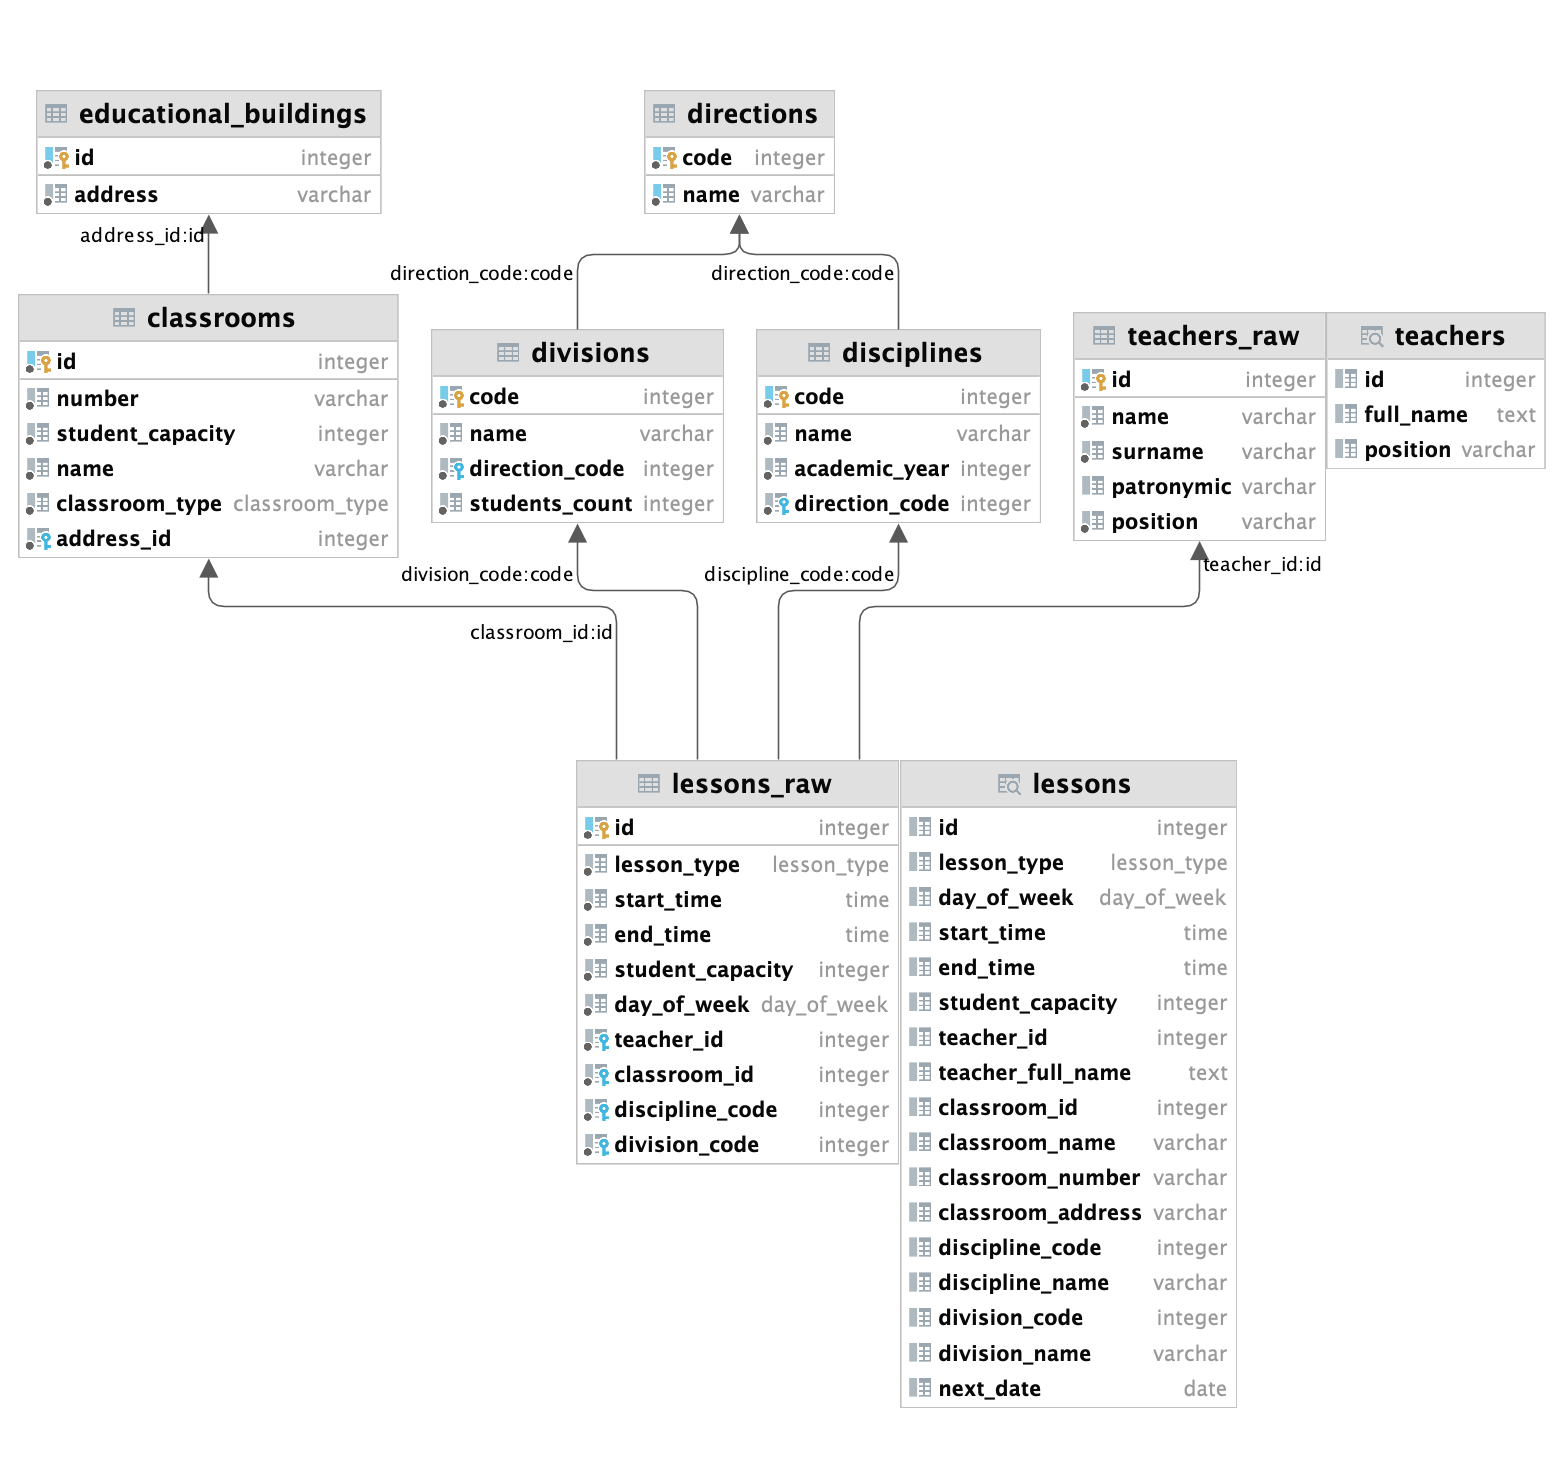 educational_buildings
id integer
address varchar
directions
code integer
name varchar
address_id:id
direction_code:code
direction_code:code
classrooms
id integer
number varchar
student_capacity integer
name varchar
classroom_type classroom_type
address_id integer
divisions
code integer
name varchar
direction_code integer
students_count integer
disciplines
code integer
name varchar
academic_year integer
direction_code integer
teachers_raw
id integer
name varchar
surname varchar
patronymic varchar
position varchar
teachers
id integer
full_name text
position varchar
division_code:code
discipline_code:code
teacher_id:id
classroom_id:id
lessons_raw
id integer
lesson_type lesson_type
start_time time
end_time time
student_capacity integer
day_of_week day_of_week
teacher_id integer
classroom_id integer
discipline_code integer
division_code integer
lessons
id integer
lesson_type lesson_type
day_of_week day_of_week
start_time time
end_time time
student_capacity integer
teacher_id integer
teacher_full_name text
classroom_id integer
classroom_name varchar
classroom_number varchar
classroom_address varchar
discipline_code integer
discipline_name varchar
division_code integer
division_name varchar
next_date date